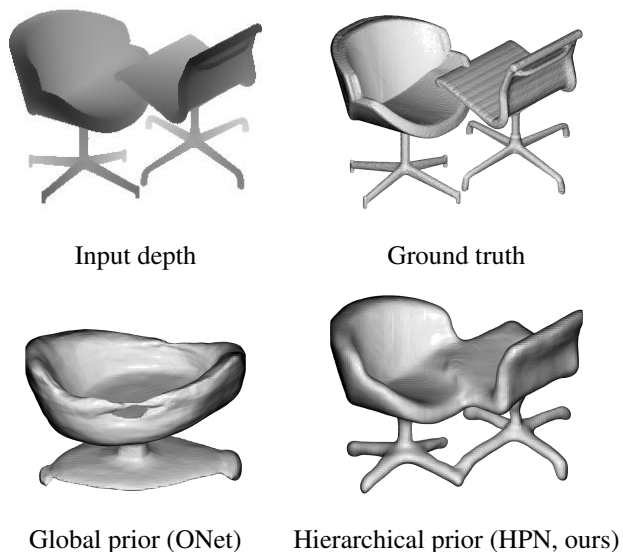 Input depth
Ground truth
Global prior (ONet)
Hierarchical prior (HPN, ours)